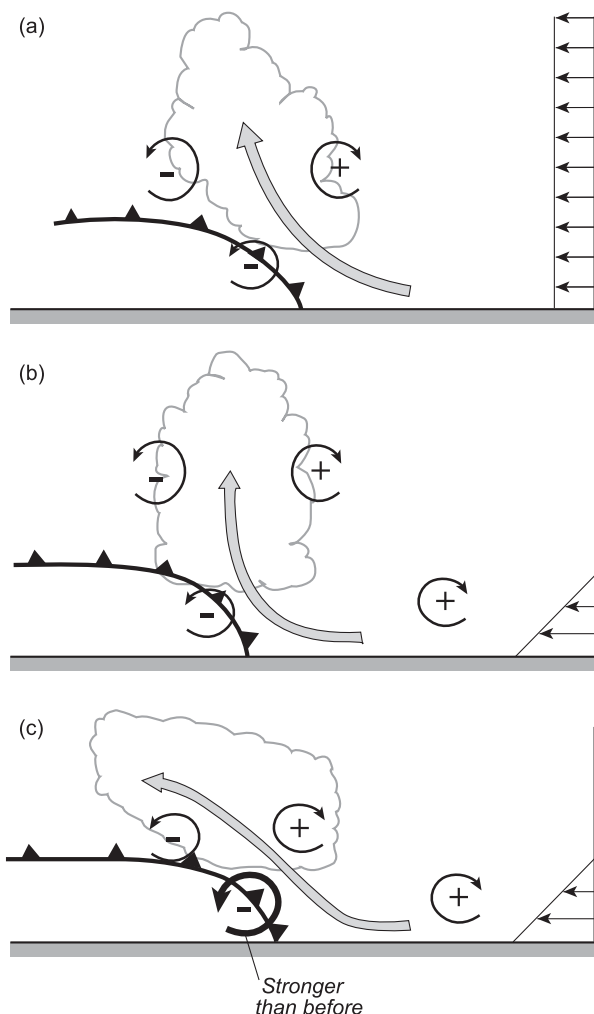 (a)
-
+
-
(b)
-
+
-
+
(c)
-
+
+
-
Stronger
than before